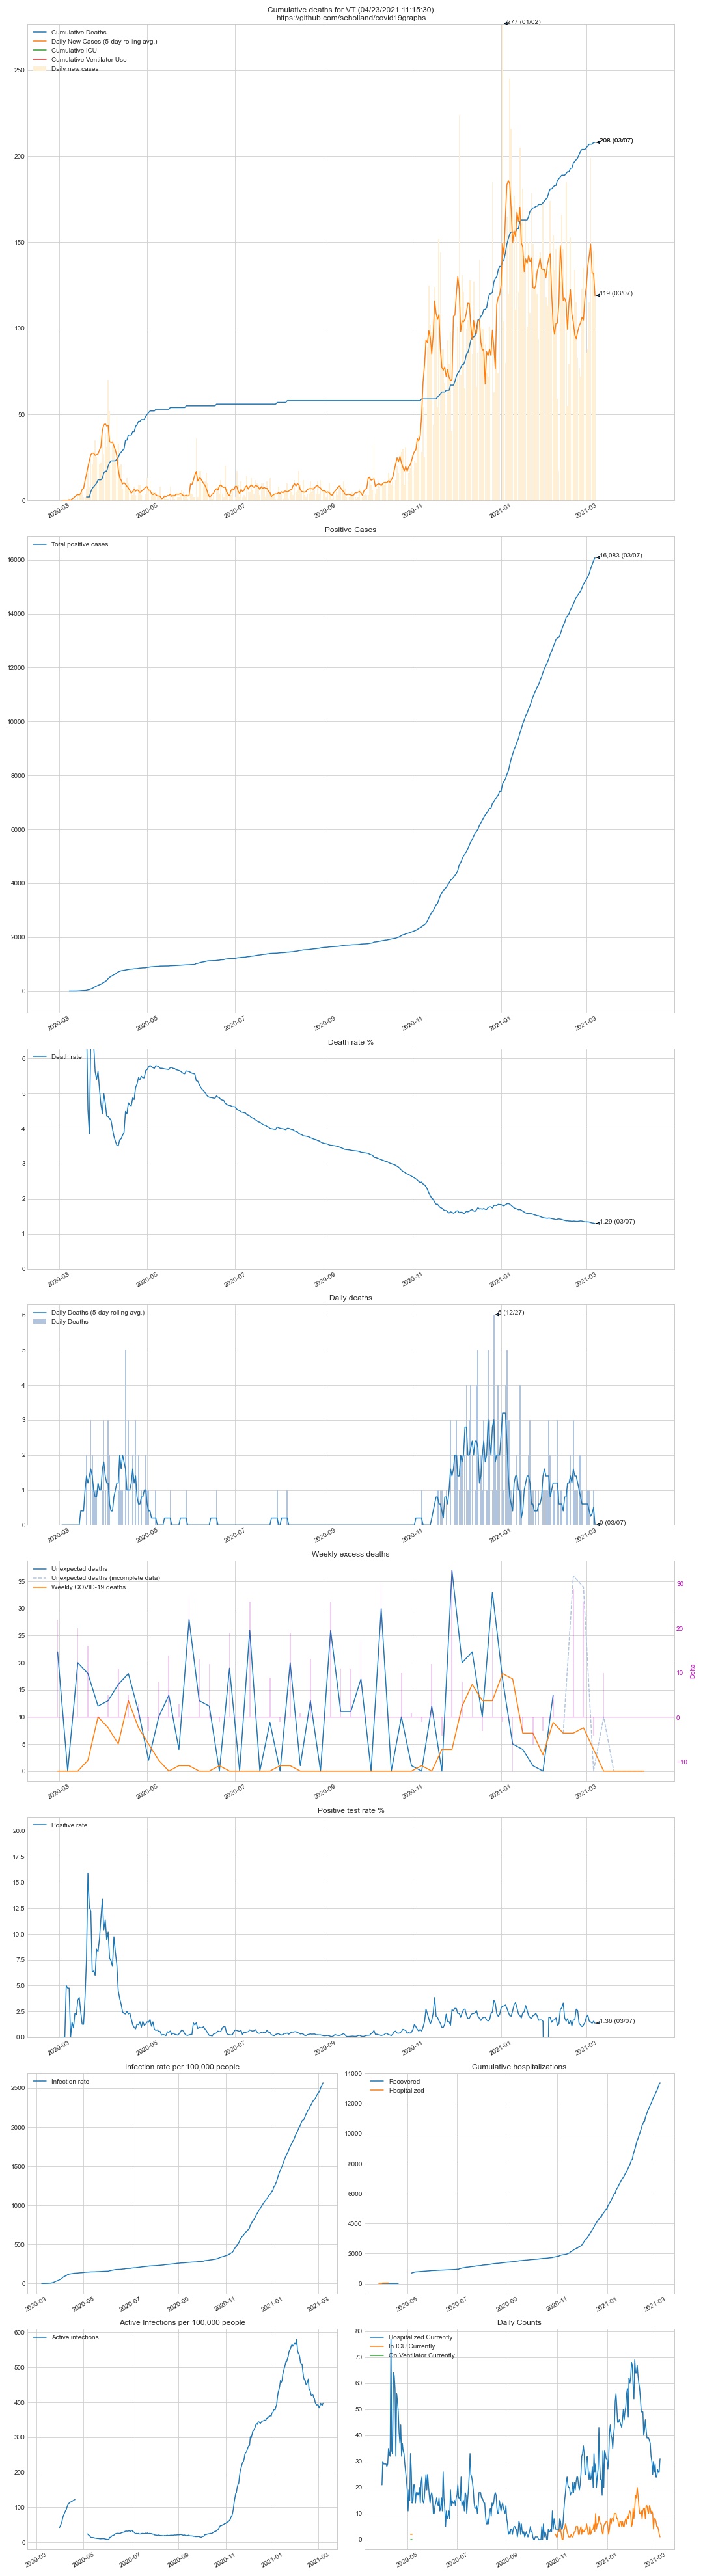 Cumulative deaths for VT (04/23/2021 11:15:30)
https://github.com/seholland/covid19graphs
Cumulative Deaths
Daily New Cases (5-day rolling avg.)
Cumulative ICU
Cumulative Ventilator Use
Daily new cases
277 (01/02)
208 (03/07)
119 (03/07)
250
200
150
100
50
0
2020-03 2020-05 2020-07 2020-09 2020-11 2021-01 2021-03
Positive Cases
Total positive cases
16,083 (03/07)
16000
14000
12000
10000
8000
6000
4000
2000
0
2020-03 2020-05 2020-07 2020-09 2020-11 2021-01 2021-03
Death rate %
Death rate
1.29 (03/07)
6
5
4
3
2
1
0
2020-03 2020-05 2020-07 2020-09 2020-11 2021-01 2021-03
Daily deaths
Daily Deaths (5-day rolling avg.)
Daily Deaths
6 (12/27)
0 (03/07)
6
5
4
3
2
1
0
2020-03 2020-05 2020-07 2020-09 2020-11 2021-01 2021-03
Weekly excess deaths
Unexpected deaths
Unexpected deaths (incomplete data)
Weekly COVID-19 deaths
35
30
25
20
15
10
5
0
30
20
10
0
−10
Delta
2020-03 2020-05 2020-07 2020-09 2020-11 2021-01 2021-03
Positive test rate %
Positive rate
1.36 (03/07)
20.0
17.5
15.0
12.5
10.0
7.5
5.0
2.5
0.0
2020-03 2020-05 2020-07 2020-09 2020-11 2021-01 2021-03
Infection rate per 100,000 people
Infection rate
2500
2000
1500
1000
500
0
2020-03 2020-05 2020-07 2020-09 2020-11 2021-01 2021-03
Cumulative hospitalizations
Recovered
Hospitalized
14000
12000
10000
8000
6000
4000
2000
0
2020-05 2020-07 2020-09 2020-11 2021-01 2021-03
Active Infections per 100,000 people
Active infections
600
500
400
300
200
100
0
2020-03 2020-05 2020-07 2020-09 2020-11 2021-01 2021-03
Daily Counts
Hospitalized Currently
In ICU Currently
On Ventilator Currently
80
70
60
50
40
30
20
10
0
2020-05 2020-07 2020-09 2020-11 2021-01 2021-03